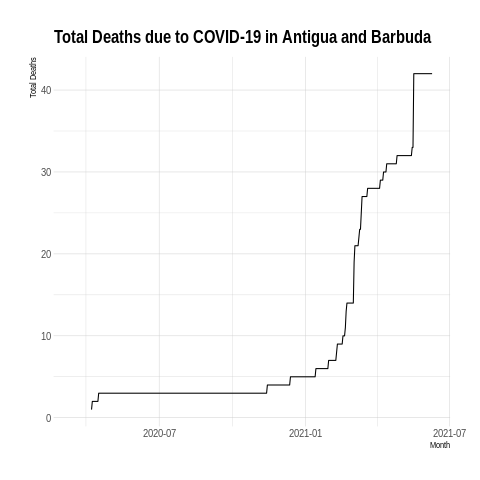 Total Deaths due to COVID-19 in Antigua and Barbuda
Total Deaths
40
30
20
10
0
2020-07
2021-01
2021-07
Month